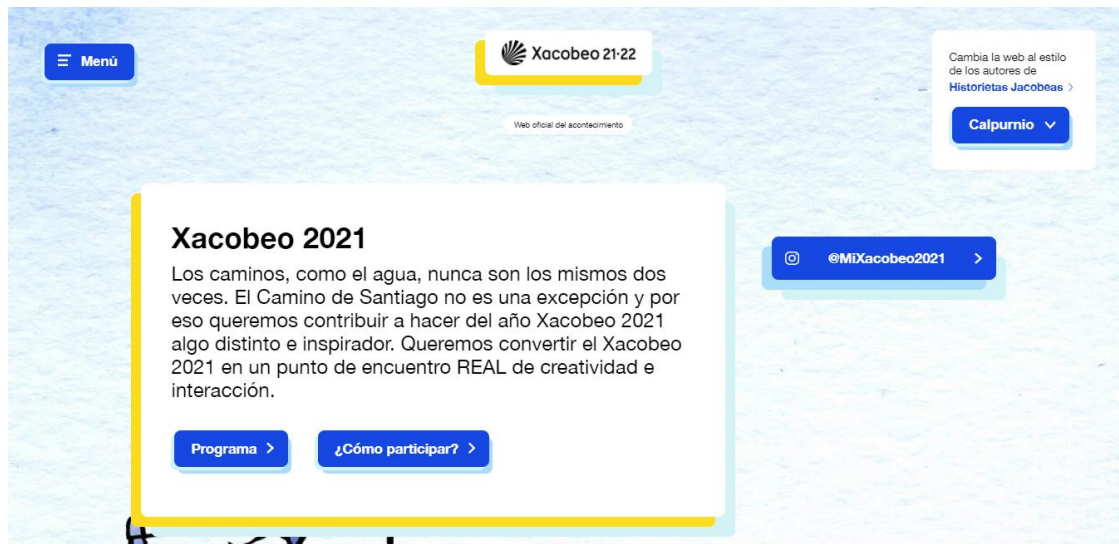 Menú
Xacobeo 21·22
Web oficial del acontecimiento
Cambia la web al estilo
de los autores de
Historietas Jacobeas >
Calpurnio
Xacobeo 2021
Los caminos, como el agua, nunca son los mismos dos
veces. El Camino de Santiago no es una excepción y por
eso queremos contribuir a hacer del año Xacobeo 2021
algo distinto e inspirador. Queremos convertir el Xacobeo
2021 en un punto de encuentro REAL de creatividad e
interacción.
Programa >
¿Cómo participar? >
@MiXacobeo2021 >